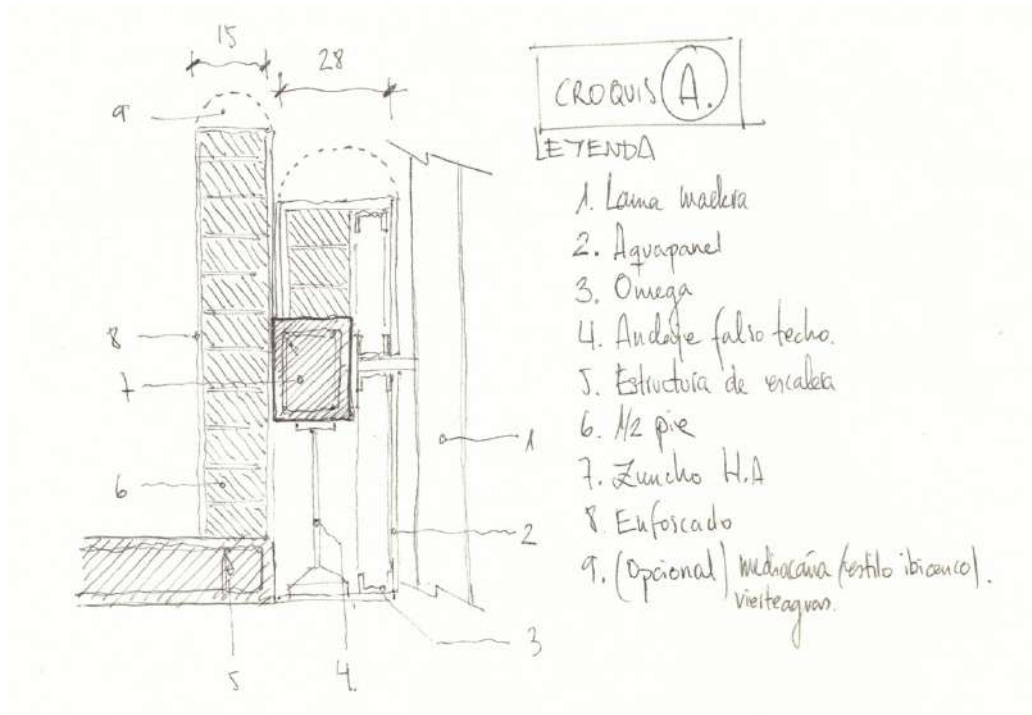 15
28
CROQUIS A.
LEYENDA
1. Lama madera
2. Aquapanel
3. Omega
4. Anclaje falso techo.
5. Estructura de escalera
6. 1/2 pie
7. Zuncho H.A
8. Enfoscado
9. (Opcional) mediacaña (estilo ibicenco).
vierteaguas.
9
8
7
6
5
4.
3
2
1